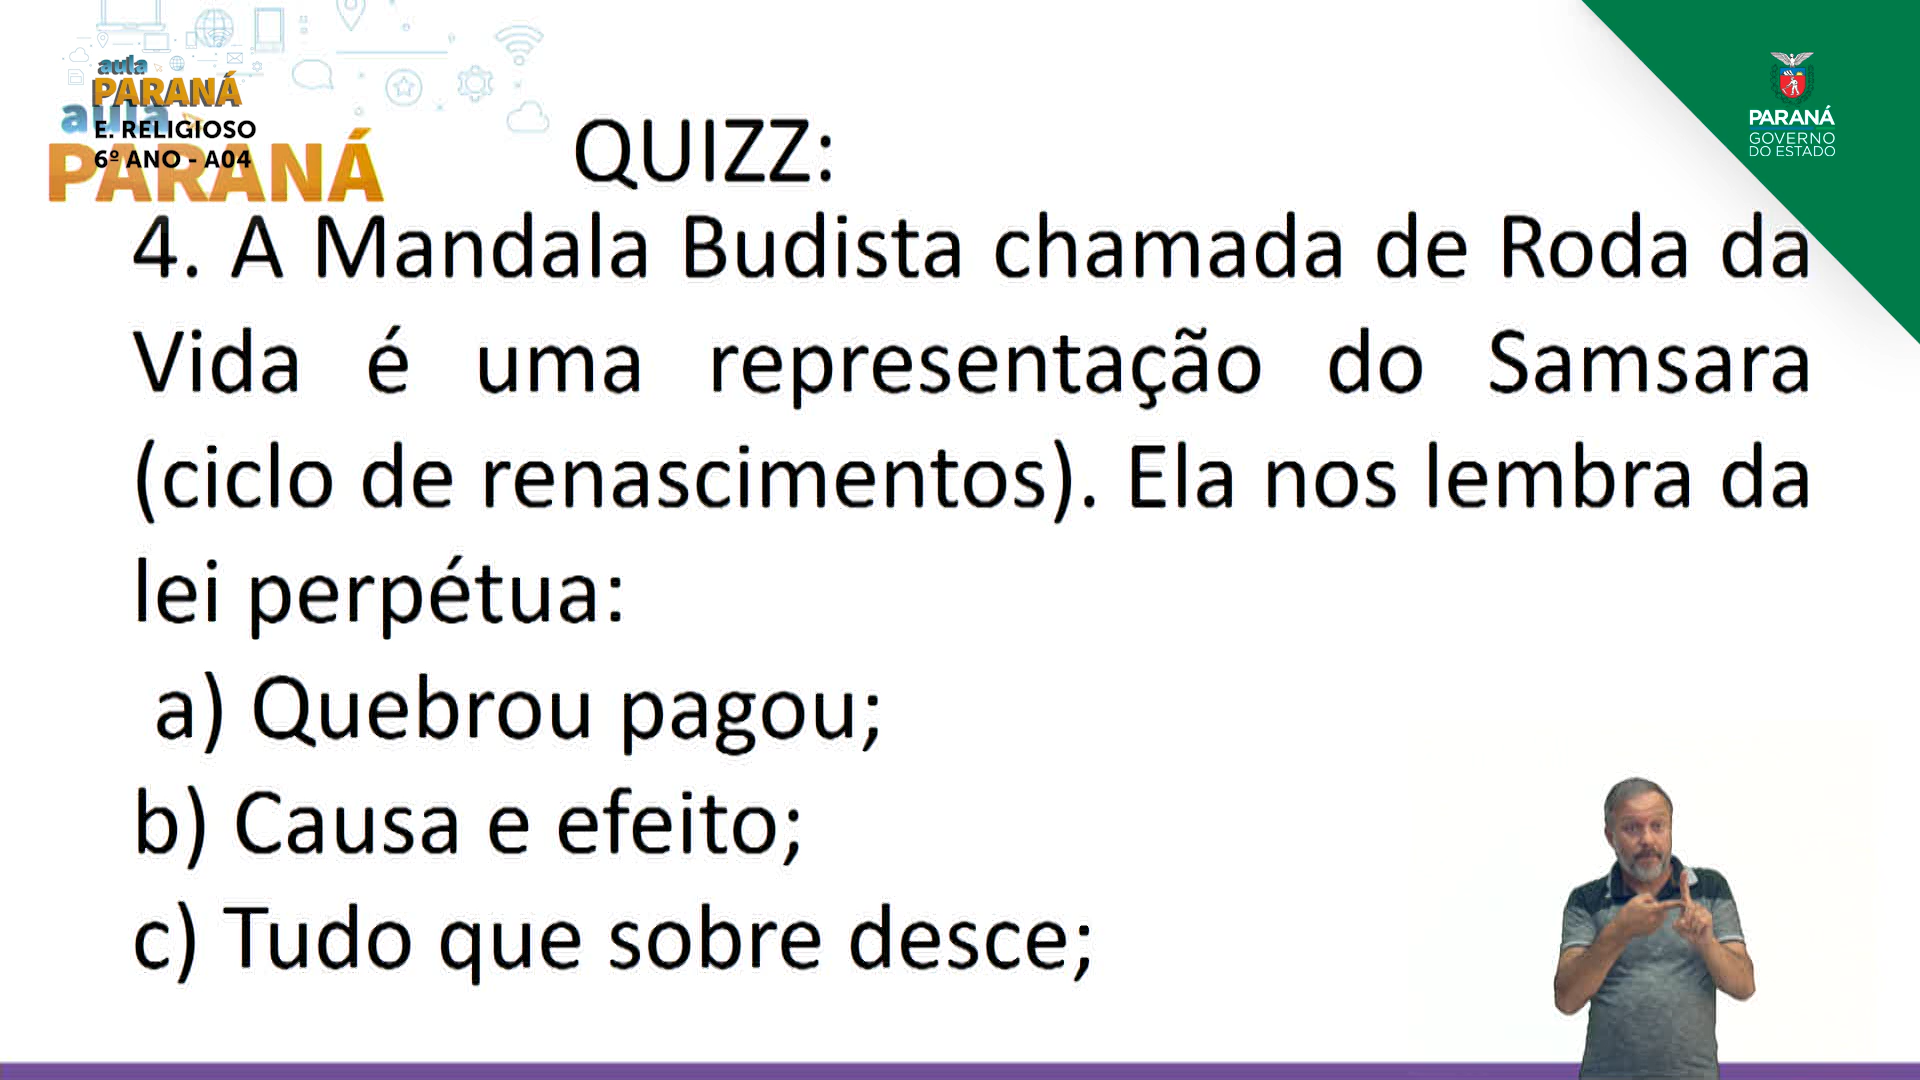 aula
PARANÁ
E. RELIGIOSO
6º ANO - A04
aula
PARANÁ
PARANÁ
GOVERNO
DO ESTADO
QUIZZ:
4. A Mandala Budista chamada de Roda da
Vida é uma representação do Samsara
(ciclo de renascimentos). Ela nos lembra da
lei perpétua:
a) Quebrou pagou;
b) Causa e efeito;
c) Tudo que sobre desce;